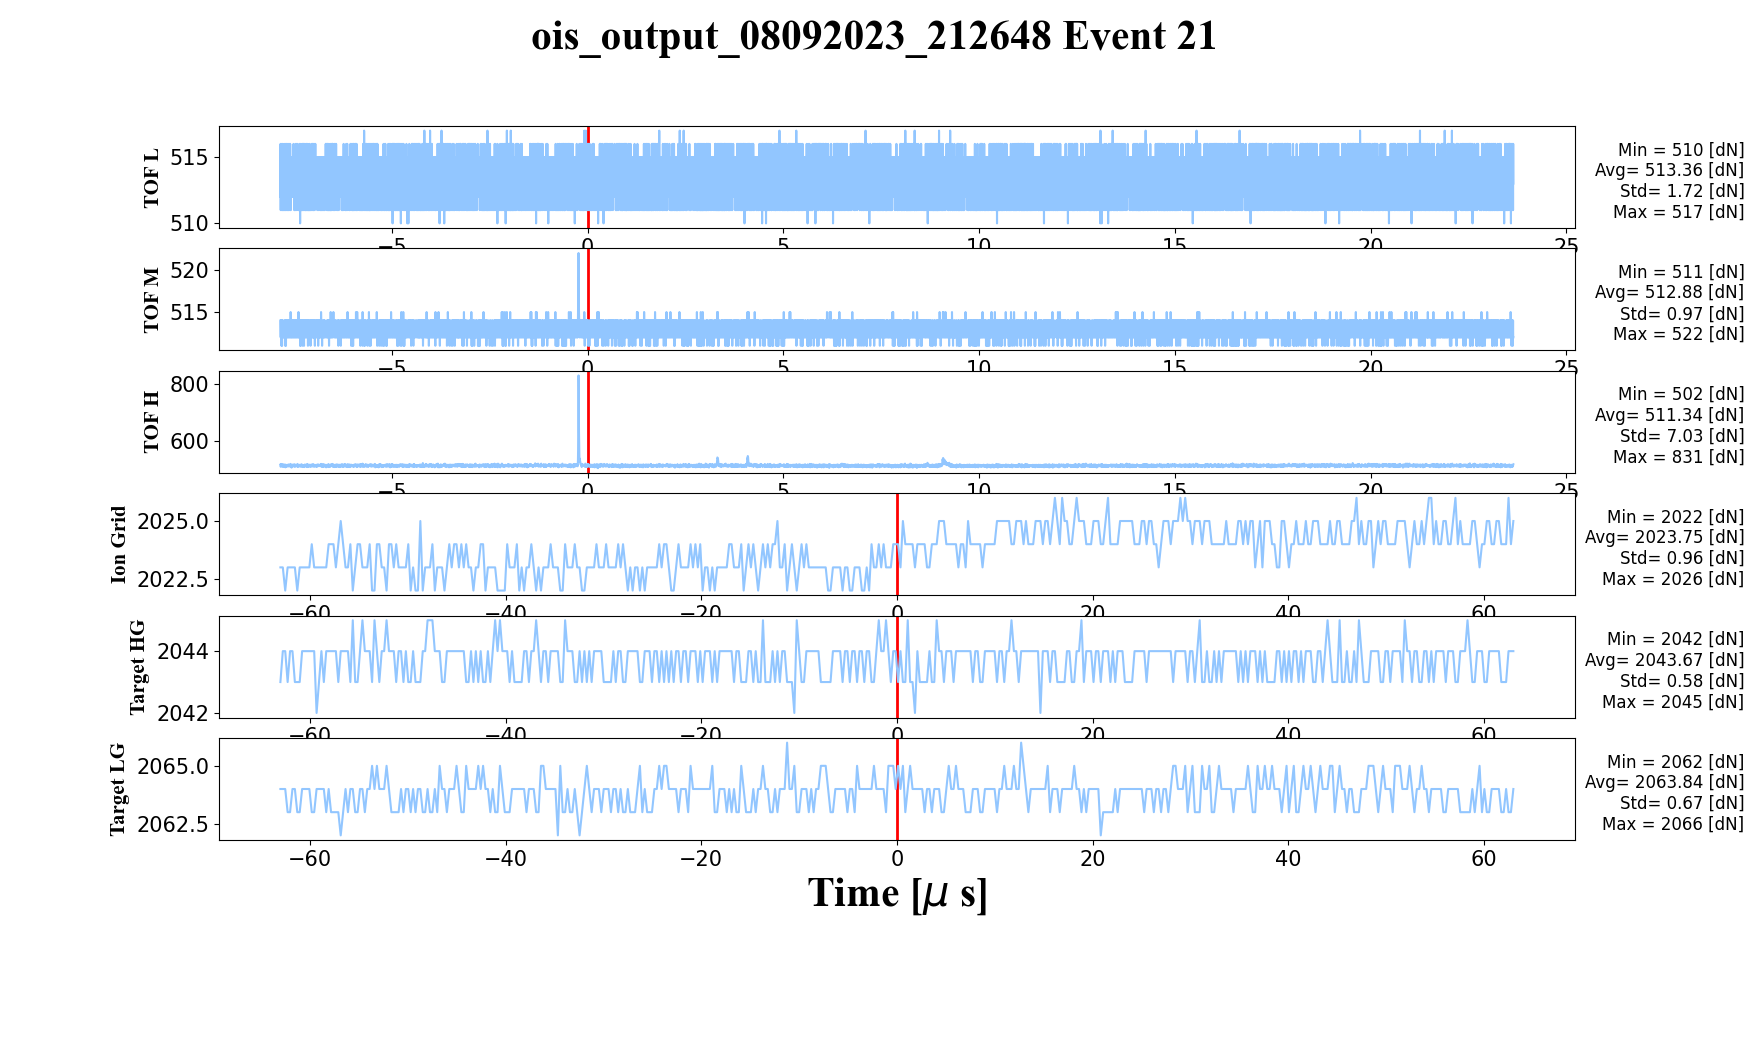 ois_output_08092023_212648 Event 21
TOF L
515
510
−5
0
5
10
15
20
25
Min = 510 [dN]
Avg= 513.36 [dN]
Std= 1.72 [dN]
Max = 517 [dN]
TOF M
520
515
−5
0
5
10
15
20
25
Min = 511 [dN]
Avg= 512.88 [dN]
Std= 0.97 [dN]
Max = 522 [dN]
TOF H
800
600
−5
0
5
10
15
20
25
Min = 502 [dN]
Avg= 511.34 [dN]
Std= 7.03 [dN]
Max = 831 [dN]
Ion Grid
2025.0
2022.5
−60
−40
−20
0
20
40
60
Min = 2022 [dN]
Avg= 2023.75 [dN]
Std= 0.96 [dN]
Max = 2026 [dN]
Target HG
2044
2042
−60
−40
−20
0
20
40
60
Min = 2042 [dN]
Avg= 2043.67 [dN]
Std= 0.58 [dN]
Max = 2045 [dN]
Target LG
2065.0
2062.5
−60
−40
−20
0
20
40
60
Min = 2062 [dN]
Avg= 2063.84 [dN]
Std= 0.67 [dN]
Max = 2066 [dN]
Time [μ s]